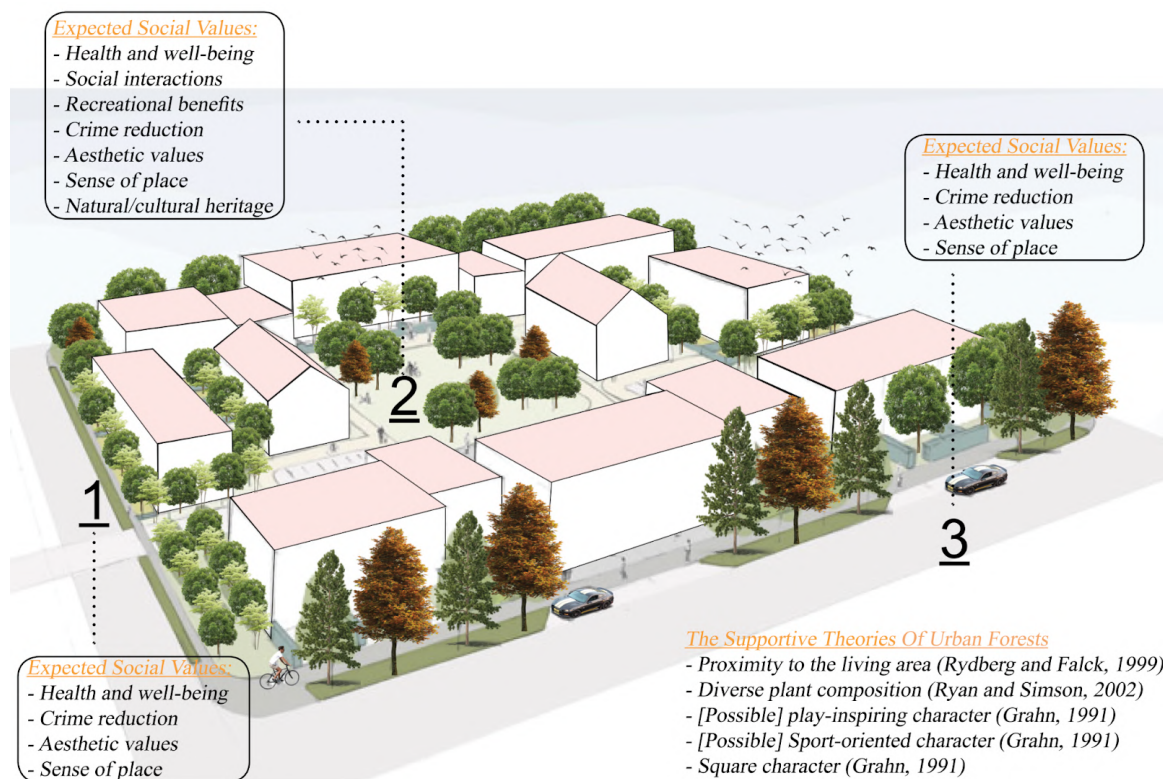 Expected Social Values:
- Health and well-being
- Social interactions
- Recreational benefits
- Crime reduction
- Aesthetic values
- Sense of place
- Natural/cultural heritage
Expected Social Values:
- Health and well-being
- Crime reduction
- Aesthetic values
- Sense of place
2
1
3
Expected Social Values:
- Health and well-being
- Crime reduction
- Aesthetic values
- Sense of place
The Supportive Theories Of Urban Forests
- Proximity to the living area (Rydberg and Falck, 1999)
- Diverse plant composition (Ryan and Simson, 2002)
- [Possible] play-inspiring character (Grahn, 1991)
- [Possible] Sport-oriented character (Grahn, 1991)
- Square character (Grahn, 1991)